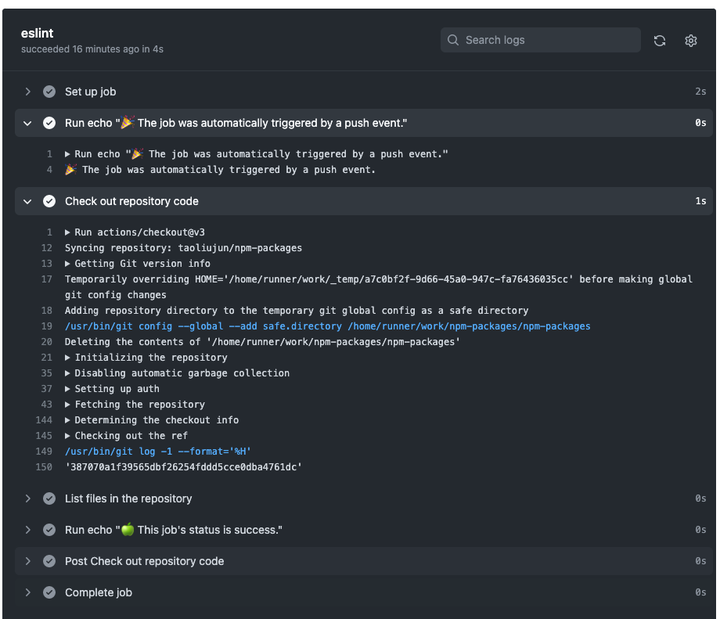 eslint
succeeded 16 minutes ago in 4s
Search logs
Set up job 2s
Run echo "🎉 The job was automatically triggered by a push event." 0s
1 ▶ Run echo "🎉 The job was automatically triggered by a push event."
4 🎉 The job was automatically triggered by a push event.
Check out repository code 1s
1 ▶ Run actions/checkout@v3
12 Syncing repository: taoliujun/npm-packages
13 ▶ Getting Git version info
17 Temporarily overriding HOME='/home/runner/work/_temp/a7c0bf2f-9d66-45a0-947c-fa76436035cc' before making global
git config changes
18 Adding repository directory to the temporary git global config as a safe directory
19 /usr/bin/git config --global --add safe.directory /home/runner/work/npm-packages/npm-packages
20 Deleting the contents of '/home/runner/work/npm-packages/npm-packages'
21 ▶ Initializing the repository
35 ▶ Disabling automatic garbage collection
37 ▶ Setting up auth
43 ▶ Fetching the repository
144 ▶ Determining the checkout info
145 ▶ Checking out the ref
149 /usr/bin/git log -1 --format='%H'
150 '387070a1f39565dbf26254fddd5cce0dba4761dc'
List files in the repository 0s
Run echo "🍏 This job's status is success." 0s
Post Check out repository code 0s
Complete job 0s